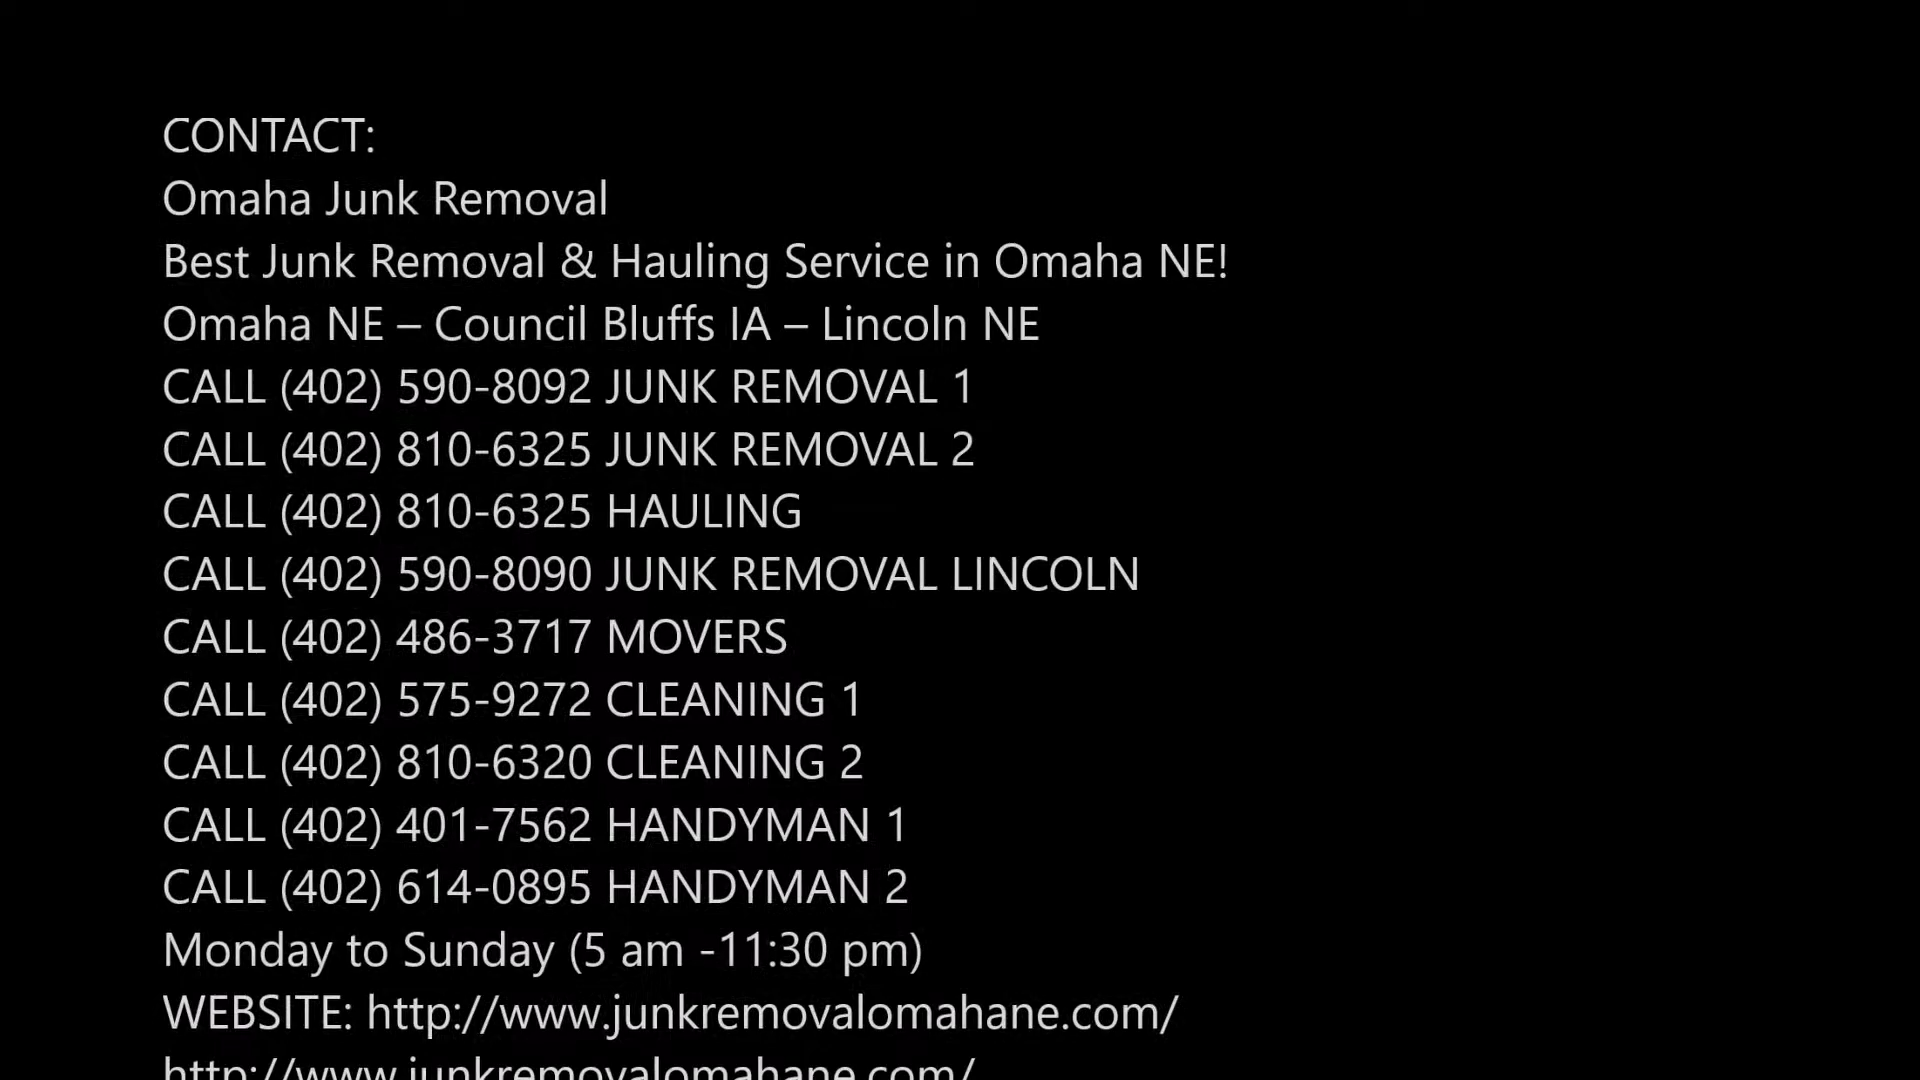 CONTACT:
Omaha Junk Removal
Best Junk Removal & Hauling Service in Omaha NE!
Omaha NE – Council Bluffs IA – Lincoln NE
CALL (402) 590-8092 JUNK REMOVAL 1
CALL (402) 810-6325 JUNK REMOVAL 2
CALL (402) 810-6325 HAULING
CALL (402) 590-8090 JUNK REMOVAL LINCOLN
CALL (402) 486-3717 MOVERS
CALL (402) 575-9272 CLEANING 1
CALL (402) 810-6320 CLEANING 2
CALL (402) 401-7562 HANDYMAN 1
CALL (402) 614-0895 HANDYMAN 2
Monday to Sunday (5 am -11:30 pm)
WEBSITE: http://www.junkremovalomahane.com/
http://www.junkremovalomahane.com/